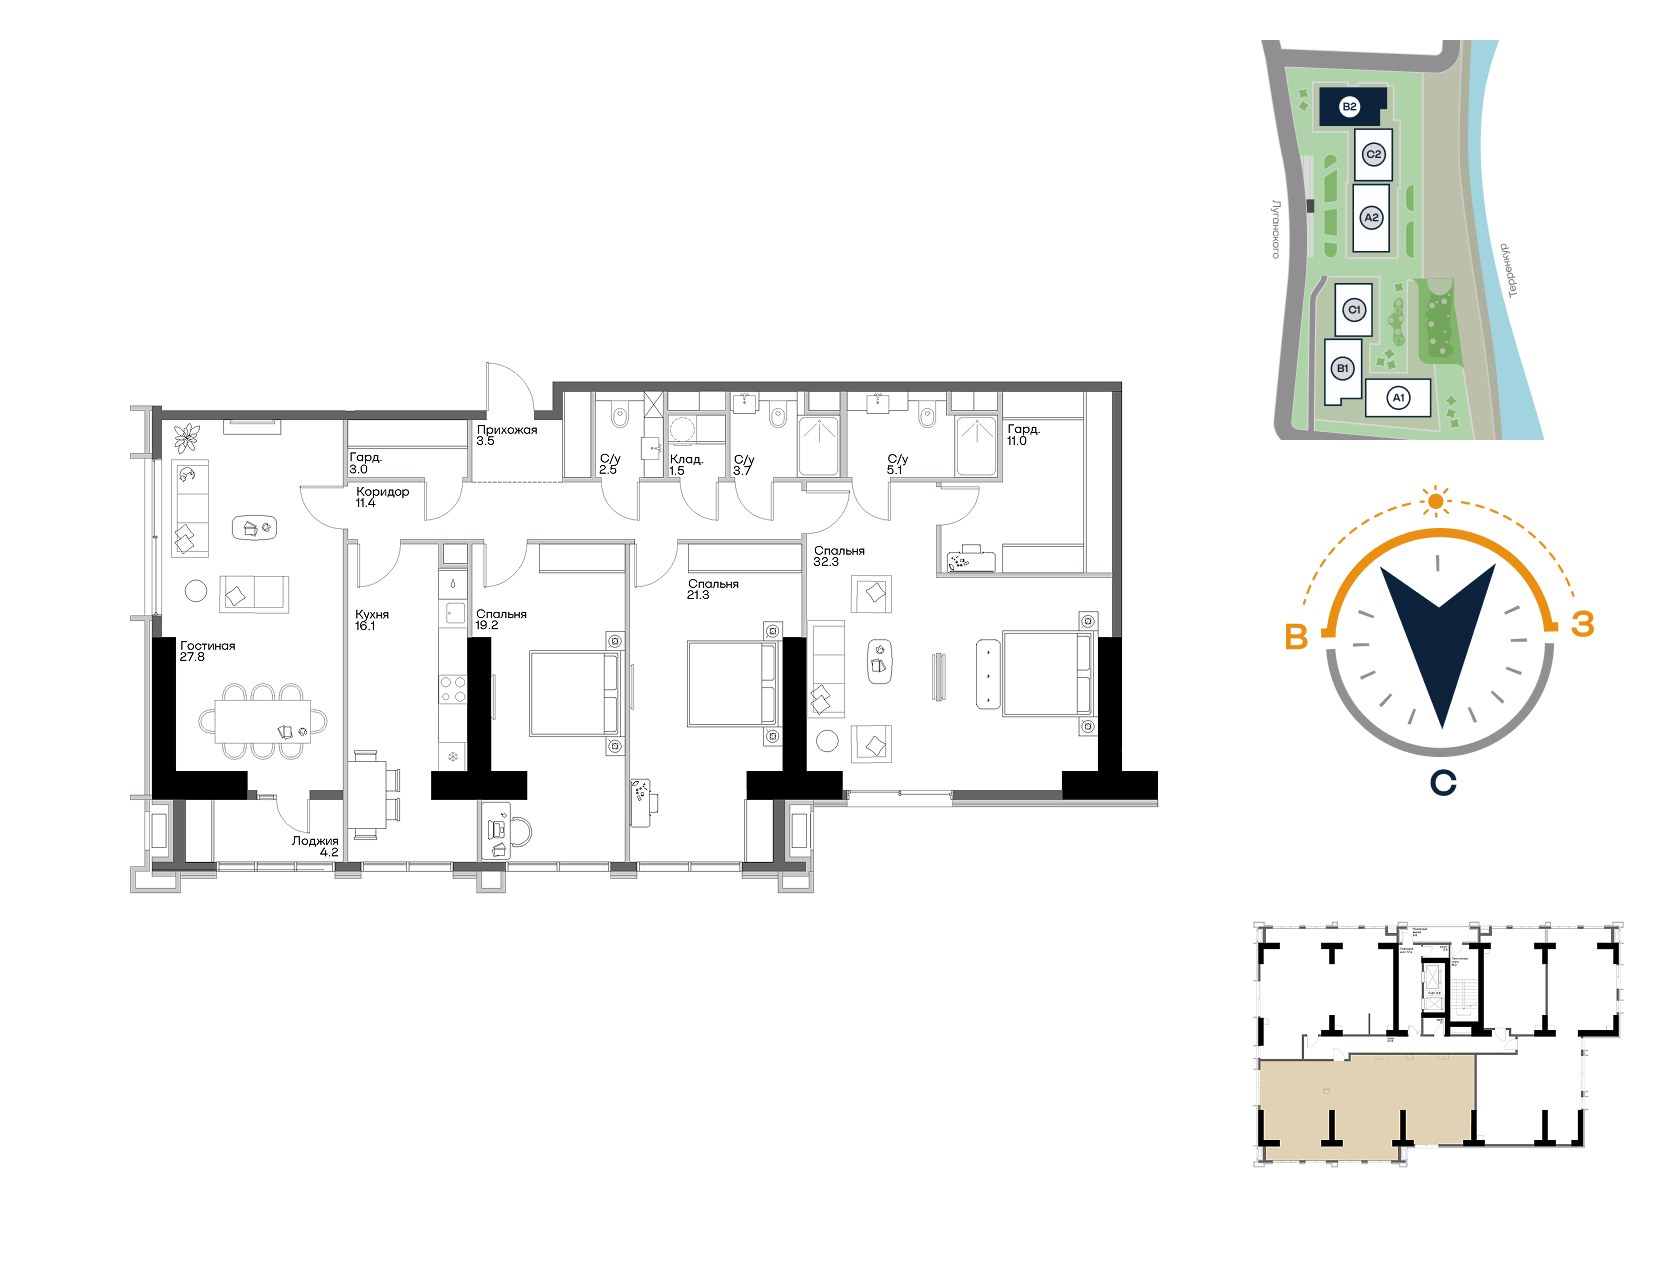 B2
C2
A2
C1
B1
A1
Луганского
Терренкур
Прихожая
3.5
Гард.
3.0
С/у
2.5
Клад.
1.5
С/у
3.7
С/у
5.1
Гард.
11.0
Коридор
11.4
Спальня
32.3
Спальня
21.3
Кухня
16.1
Спальня
19.2
Гостиная
27.8
Лоджия
4.2
В
З
С